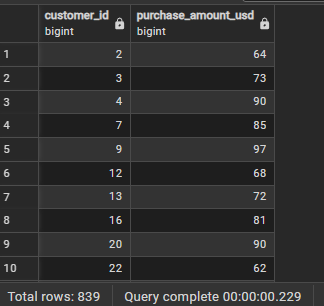 customer_id purchase_amount_usd
bigint bigint
1 2 64
2 3 73
3 4 90
4 7 85
5 9 97
6 12 68
7 13 72
8 16 81
9 20 90
10 22 62
Total rows: 839 Query complete 00:00:00.229